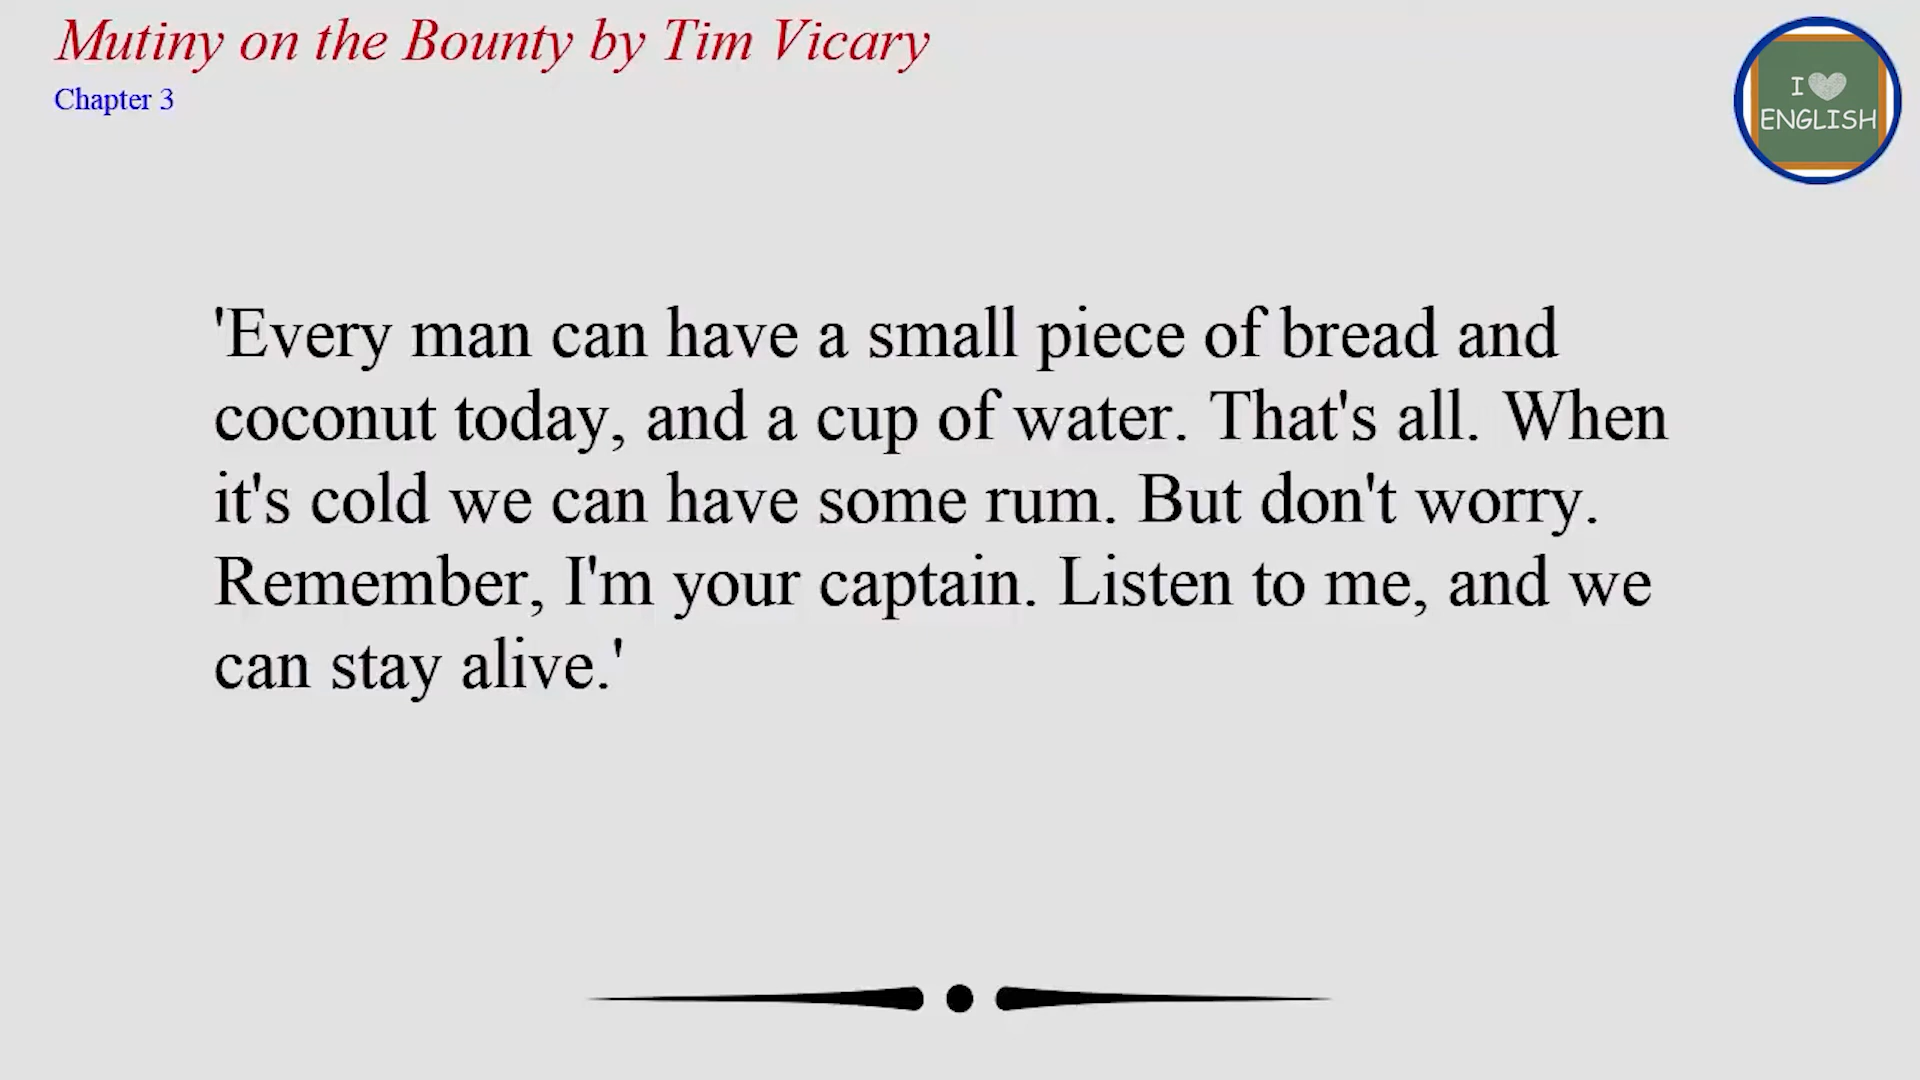 Mutiny on the Bounty by Tim Vicary
Chapter 3
I
ENGLISH
'Every man can have a small piece of bread and
coconut today, and a cup of water. That's all. When
it's cold we can have some rum. But don't worry.
Remember, I'm your captain. Listen to me, and we
can stay alive.'